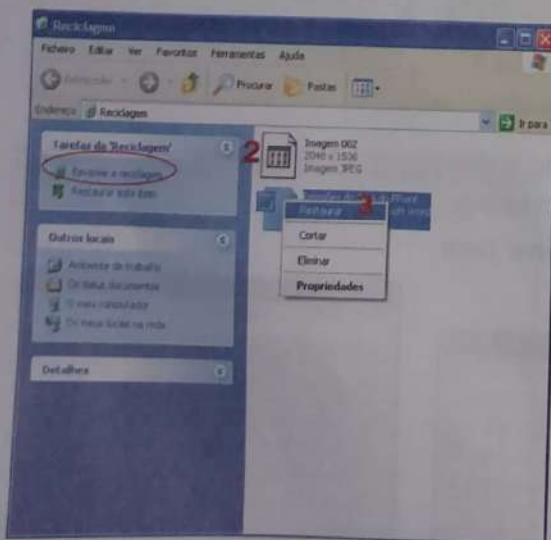 Reciclagem
Ficheiro Editar Ver Favoritos Ferramentas Ajuda
Procurar Pastas
Endereço Reciclagem Ir para
Tarefas da 'Reciclagem'
Esvaziar a reciclagem
Restaurar este item
Outros locais
Ambiente de trabalho
Os meus documentos
O meu computador
Os meus locais na rede
Detalhes
2
Imagem 002
2048 x 1536
Imagem JPEG
Restaurar 3
Cortar
Eliminar
Propriedades